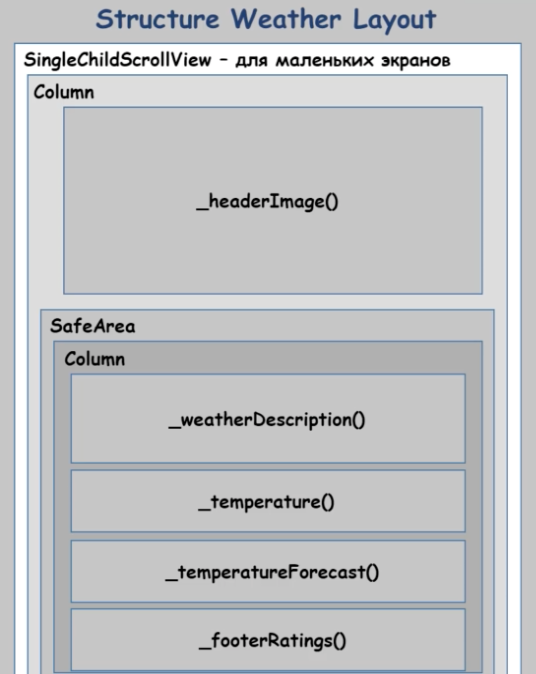 Structure Weather Layout
SingleChildScrollView – для маленьких экранов
Column
_headerImage()
SafeArea
Column
_weatherDescription()
_temperature()
_temperatureForecast()
_footerRatings()